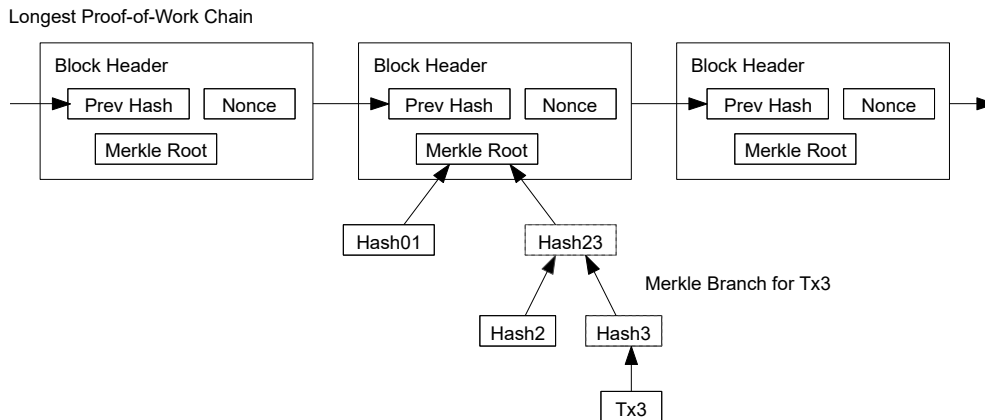 Longest Proof-of-Work Chain
Block Header
Prev Hash
Nonce
Merkle Root
Block Header
Prev Hash
Nonce
Merkle Root
Block Header
Prev Hash
Nonce
Merkle Root
Hash01
Hash23
Merkle Branch for Tx3
Hash2
Hash3
Tx3